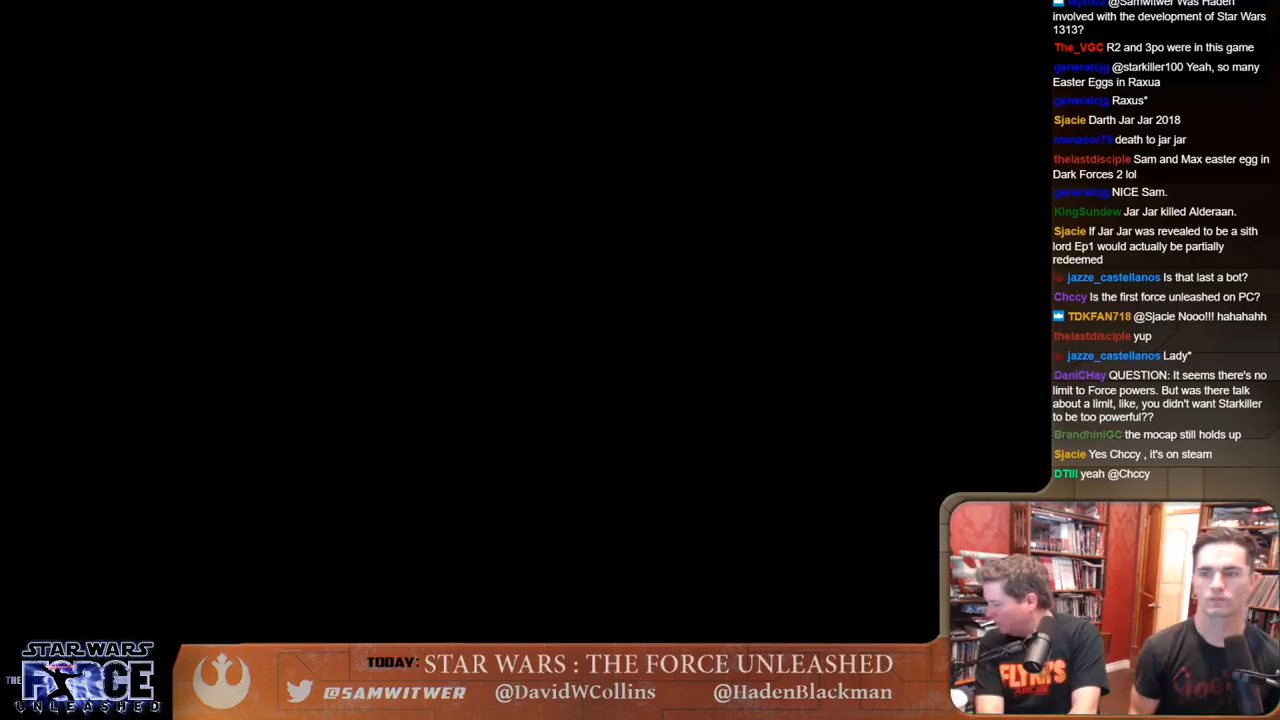 @Samwitwer Was Haden
involved with the development of Star Wars
1313?
The_VGC R2 and 3po were in this game
generalcjg @starkiller100 Yeah, so many
Easter Eggs in Raxua
generalcjg Raxus*
Sjacie Darth Jar Jar 2018
death to jar jar
thelastdisciple Sam and Max easter egg in
Dark Forces 2 lol
generalcjg NICE Sam.
KingSundew Jar Jar killed Alderaan.
Sjacie If Jar Jar was revealed to be a sith
lord Ep1 would actually be partially
redeemed
jazze_castellanos Is that last a bot?
Chccy Is the first force unleashed on PC?
TDKFAN718 @Sjacie Nooo!!! hahahahh
thelastdisciple yup
jazze_castellanos Lady*
DaniCHay QUESTION: It seems there's no
limit to Force powers. But was there talk
about a limit, like, you didn't want Starkiller
to be too powerful??
BrandhiniGC the mocap still holds up
Sjacie Yes Chccy , it's on steam
DTIII yeah @Chccy
FLYNN'S
ARCADE
STAR WARS
THE FORCE
UNLEASHED
TODAY: STAR WARS : THE FORCE UNLEASHED
@SAMWITWER @DavidWCollins @HadenBlackman